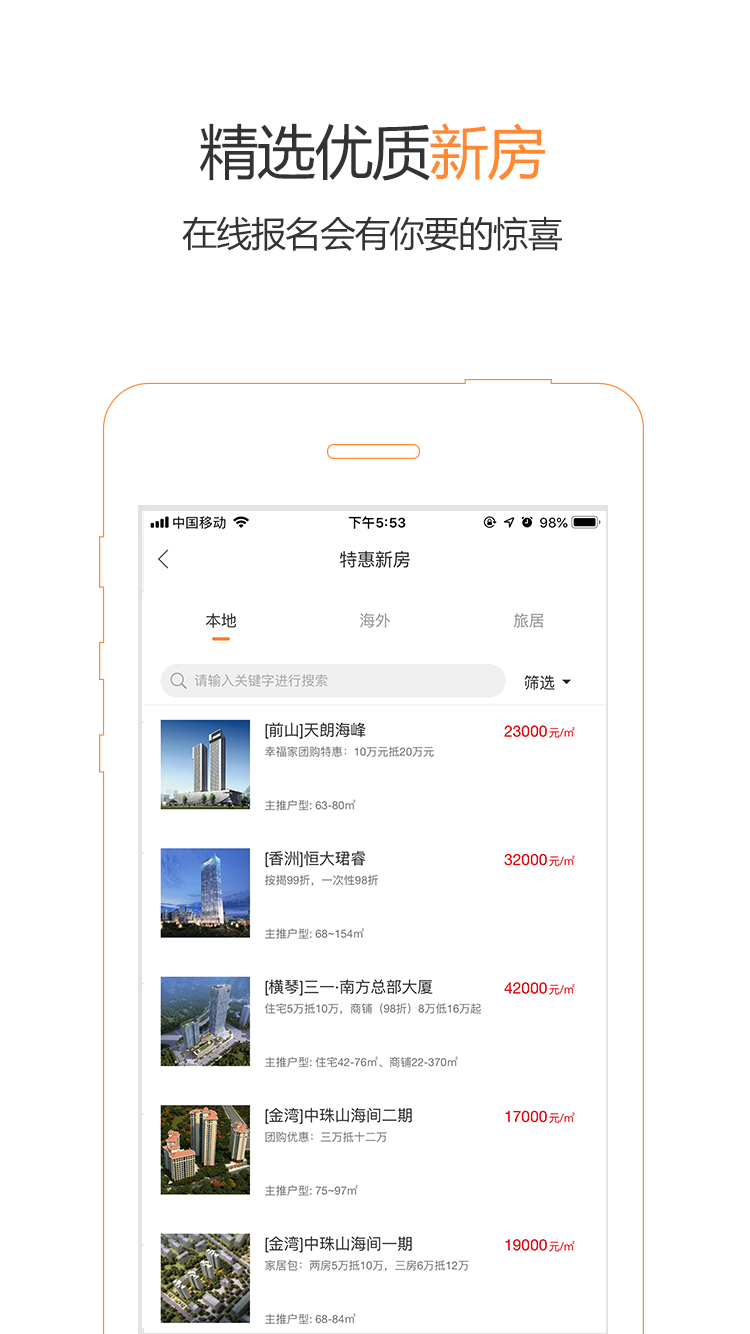 精选优质新房
在线报名会有你要的惊喜
中国移动 下午5:53 98%
特惠新房
本地 海外 旅居
请输入关键字进行搜索 筛选
[前山]天朗海峰 23000元/㎡
幸福家团购特惠：10万元抵20万元
主推户型: 63-80㎡
[香洲]恒大珺睿 32000元/㎡
按揭99折，一次性98折
主推户型: 68~154㎡
[横琴]三一·南方总部大厦 42000元/㎡
住宅5万抵10万，商铺（98折）8万低16万起
主推户型: 住宅42-76㎡、商铺22-370㎡
[金湾]中珠山海间二期 17000元/㎡
团购优惠：三万抵十二万
主推户型: 75~97㎡
[金湾]中珠山海间一期 19000元/㎡
家居包：两房5万抵10万，三房6万抵12万
主推户型: 68-84㎡